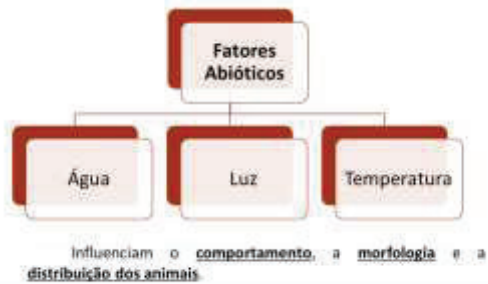 Fatores
Abióticos
Água
Luz
Temperatura
Influenciam o comportamento, a morfologia e a
distribuição dos animais.